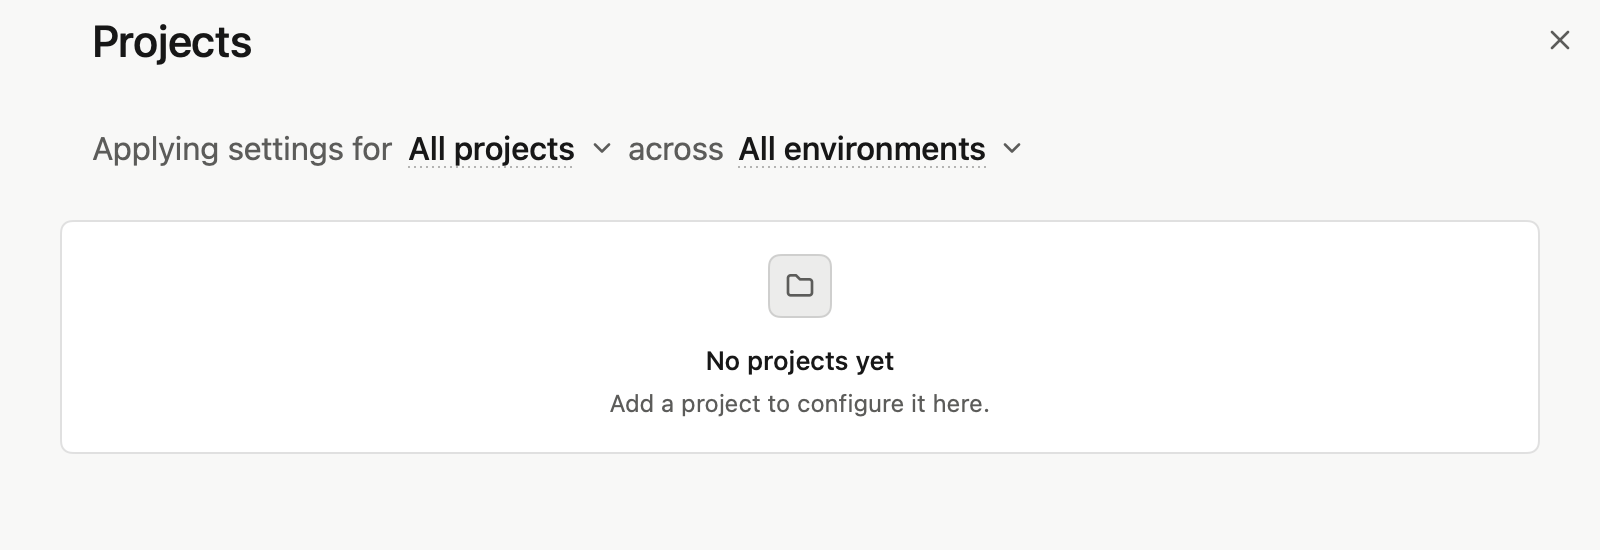 Projects
Applying settings for All projects across All environments
No projects yet
Add a project to configure it here.